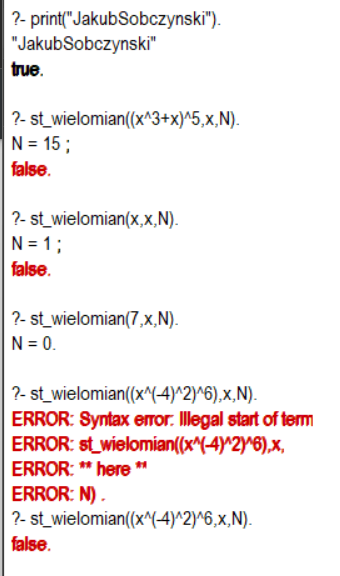 ?- print("JakubSobczynski").
"JakubSobczynski"
true.
?- st_wielomian((x^3+x)^5,x,N).
N = 15 ;
false.
?- st_wielomian(x,x,N).
N = 1 ;
false.
?- st_wielomian(7,x,N).
N = 0.
?- st_wielomian((x^(-4)^2)^6),x,N).
ERROR: Syntax error: Illegal start of term
ERROR: st_wielomian((x^(-4)^2)^6),x,
ERROR: ** here **
ERROR: N) .
?- st_wielomian((x^(-4)^2)^6,x,N).
false.